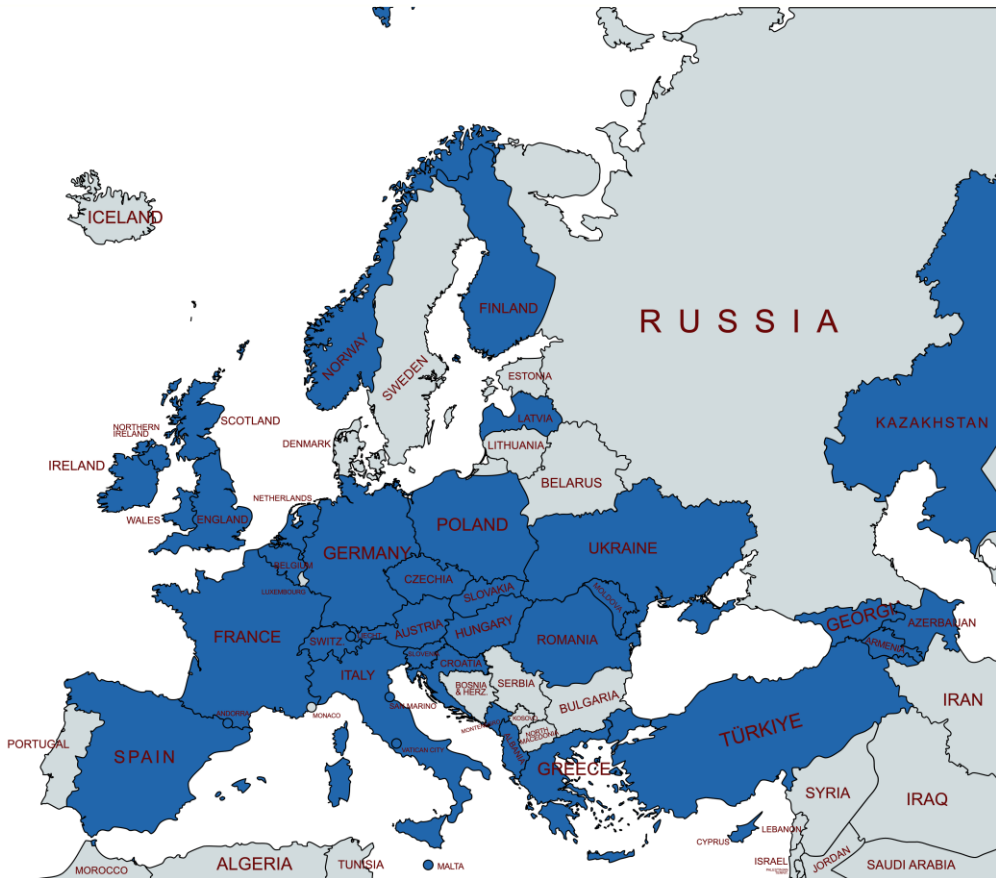 ICELAND
RUSSIA
FINLAND
NORWAY
SWEDEN
ESTONIA
SCOTLAND
LATVIA
KAZAKHSTAN
NORTHERN
IRELAND
DENMARK
LITHUANIA
IRELAND
BELARUS
NETHERLANDS
WALES
ENGLAND
POLAND
UKRAINE
GERMANY
BELGIUM
CZECHIA
LUXEMBOURG
SLOVAKIA
MOLDOVA
GEORGIA
AZERBAIJAN
FRANCE
SWITZ.
LIECHT.
AUSTRIA
HUNGARY
ROMANIA
ARMENIA
SLOVENIA
CROATIA
ITALY
BOSNIA
& HERZ.
SERBIA
BULGARIA
IRAN
SAN MARINO
MONACO
ANDORRA
MONTENEGRO
KOSOVO
NORTH
MACEDONIA
TÜRKIYE
PORTUGAL
SPAIN
VATICAN CITY
ALBANIA
GREECE
SYRIA
IRAQ
CYPRUS
LEBANON
ISRAEL
JORDAN
SAUDI ARABIA
MOROCCO
ALGERIA
TUNISIA
MALTA